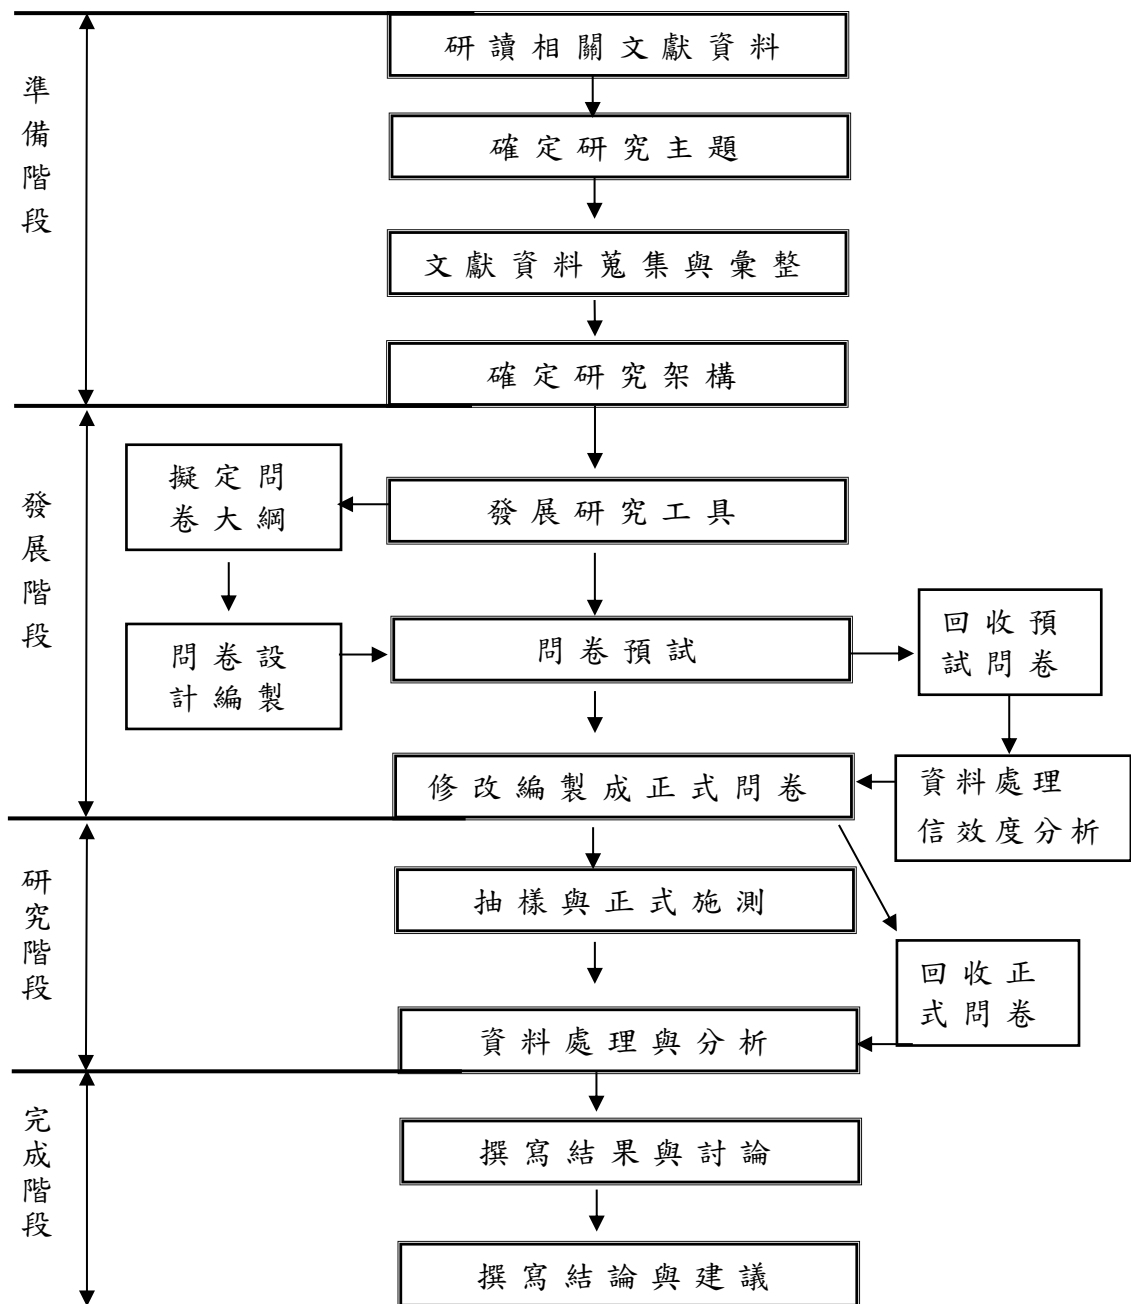 準備階段
研讀相關文獻資料
確定研究主題
文獻資料蒐集與彙整
確定研究架構
發展階段
擬定問
卷大綱
發展研究工具
問卷設
計編製
問卷預試
回收預
試問卷
修改編製成正式問卷
資料處理
信效度分析
研究階段
抽樣與正式施測
回收正
式問卷
資料處理與分析
完成階段
撰寫結果與討論
撰寫結論與建議